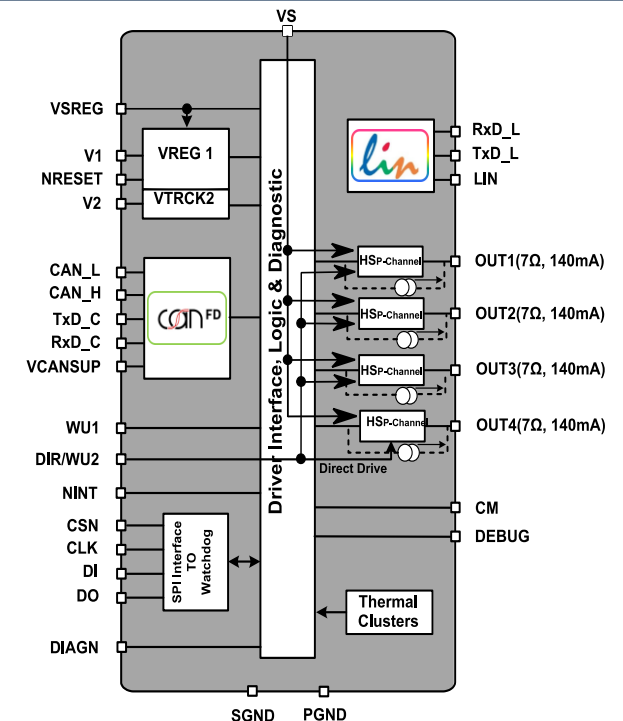 VS
VSREG
V1
NRESET
V2
VREG 1
VTRCK2
CAN_L
CAN_H
TxD_C
RxD_C
VCANSUP
CAN FD
WU1
DIR/WU2
NINT
CSN
CLK
DI
DO
SPI Interface
TO
Watchdog
DIAGN
Driver Interface, Logic & Diagnostic
lin
RxD_L
TxD_L
LIN
HSP-Channel
OUT1(7Ω, 140mA)
HSP-Channel
OUT2(7Ω, 140mA)
HSP-Channel
OUT3(7Ω, 140mA)
HSP-Channel
OUT4(7Ω, 140mA)
Direct Drive
CM
DEBUG
Thermal
Clusters
SGND
PGND